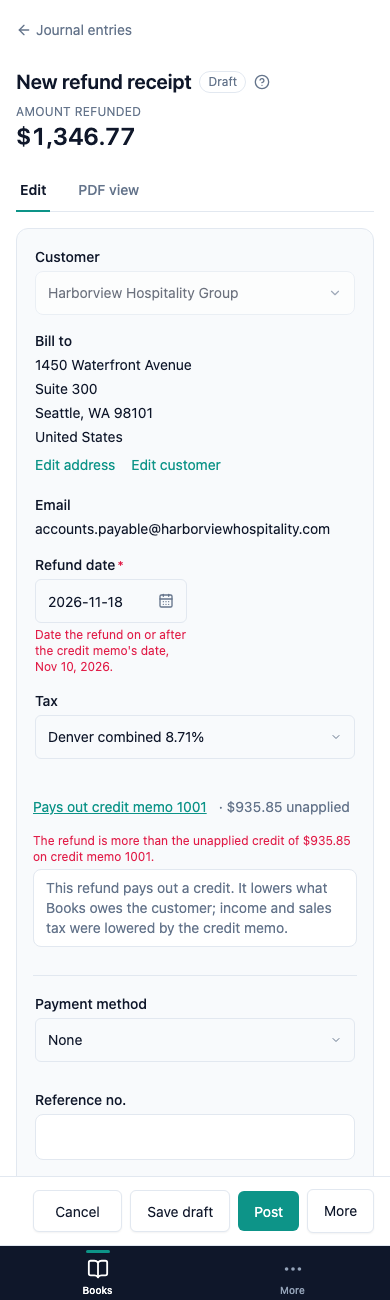 Journal entries
New refund receipt Draft
AMOUNT REFUNDED
$1,346.77
Edit PDF view
Customer
Harborview Hospitality Group
Bill to
1450 Waterfront Avenue
Suite 300
Seattle, WA 98101
United States
Edit address Edit customer
Email
accounts.payable@harborviewhospitality.com
Refund date*
2026-11-18
Date the refund on or after
the credit memo's date,
Nov 10, 2026.
Tax
Denver combined 8.71%
Pays out credit memo 1001 · $935.85 unapplied
The refund is more than the unapplied credit of $935.85
on credit memo 1001.
This refund pays out a credit. It lowers what
Books owes the customer; income and sales
tax were lowered by the credit memo.
Payment method
None
Reference no.
Cancel Save draft Post More
Books More